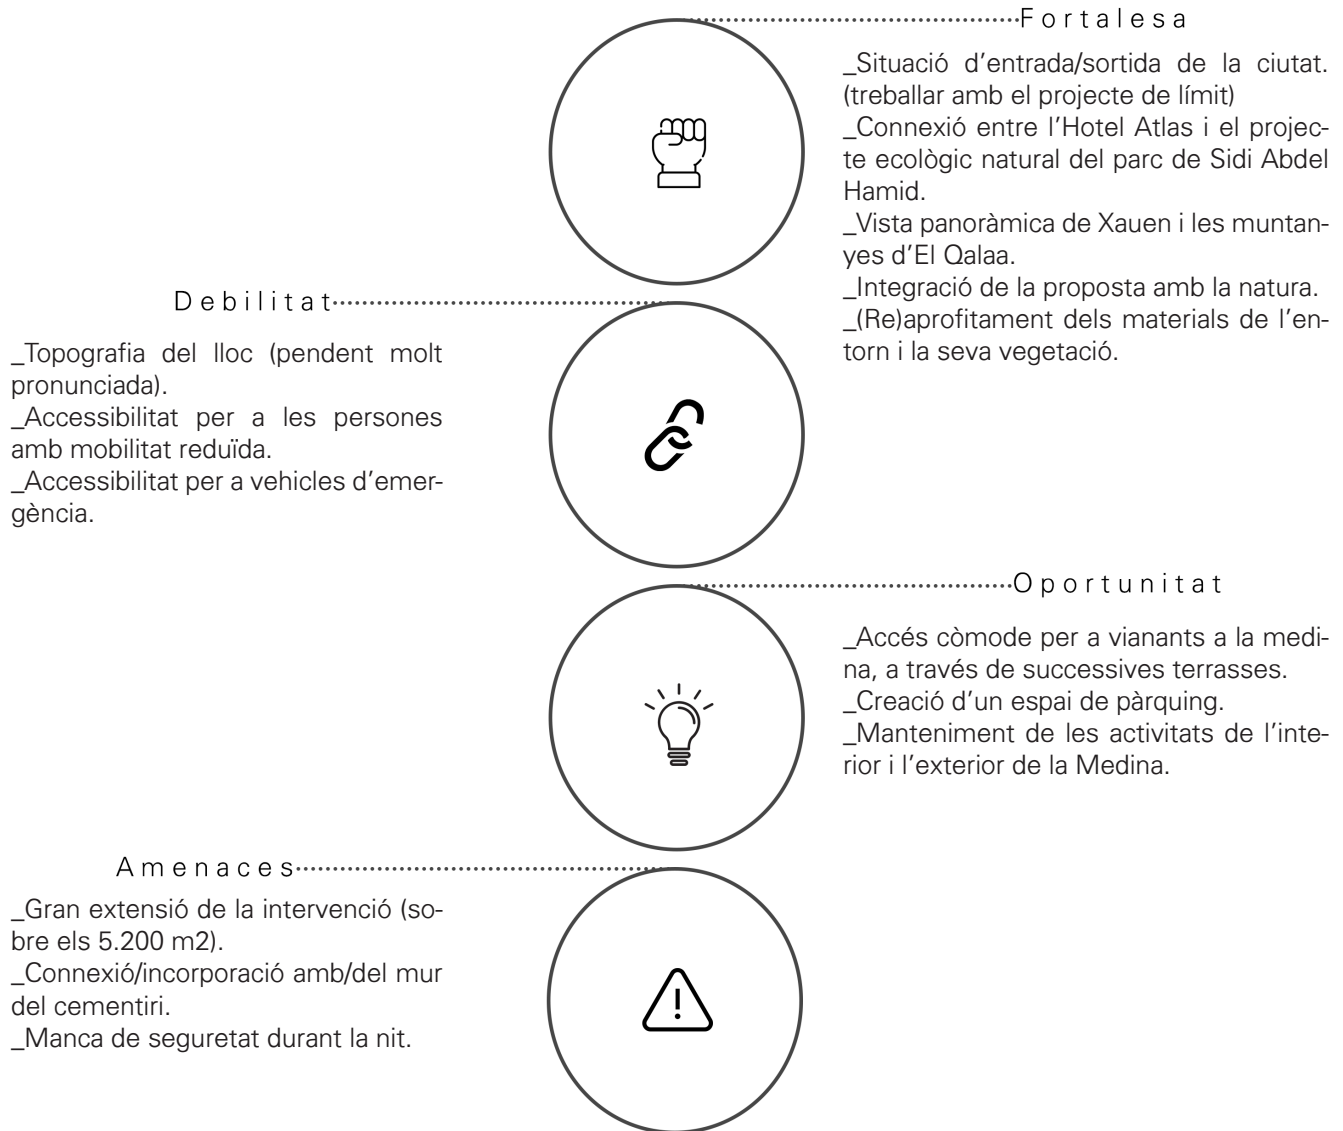 Fortalesa
_Situació d'entrada/sortida de la ciutat.
(treballar amb el projecte de límit)
_Connexió entre l'Hotel Atlas i el projec-
te ecològic natural del parc de Sidi Abdel
Hamid.
_Vista panoràmica de Xauen i les muntan-
yes d'El Qalaa.
_Integració de la proposta amb la natura.
_(Re)aprofitament dels materials de l'en-
torn i la seva vegetació.
Debilitat
_Topografia del lloc (pendent molt
pronunciada).
_Accessibilitat per a les persones
amb mobilitat reduïda.
_Accessibilitat per a vehicles d'emer-
gència.
Oportunitat
_Accés còmode per a vianants a la medi-
na, a través de successives terrasses.
_Creació d'un espai de pàrquing.
_Manteniment de les activitats de l'inte-
rior i l'exterior de la Medina.
Amenaces
_Gran extensió de la intervenció (so-
bre els 5.200 m2).
_Connexió/incorporació amb/del mur
del cementiri.
_Manca de seguretat durant la nit.